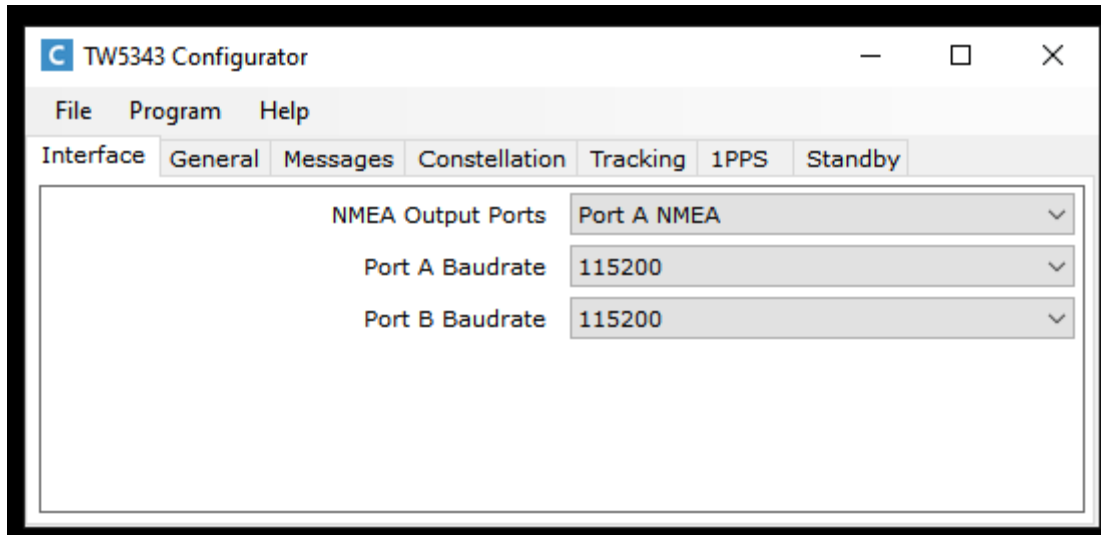 C TW5343 Configurator
File Program Help
Interface General Messages Constellation Tracking 1PPS Standby
NMEA Output Ports Port A NMEA
Port A Baudrate 115200
Port B Baudrate 115200